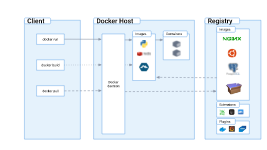 Client
docker run
docker build
docker pull
Docker Host
Docker
daemon
Images
Containers
Registry
Images
NGINX
Extensions
Plugins